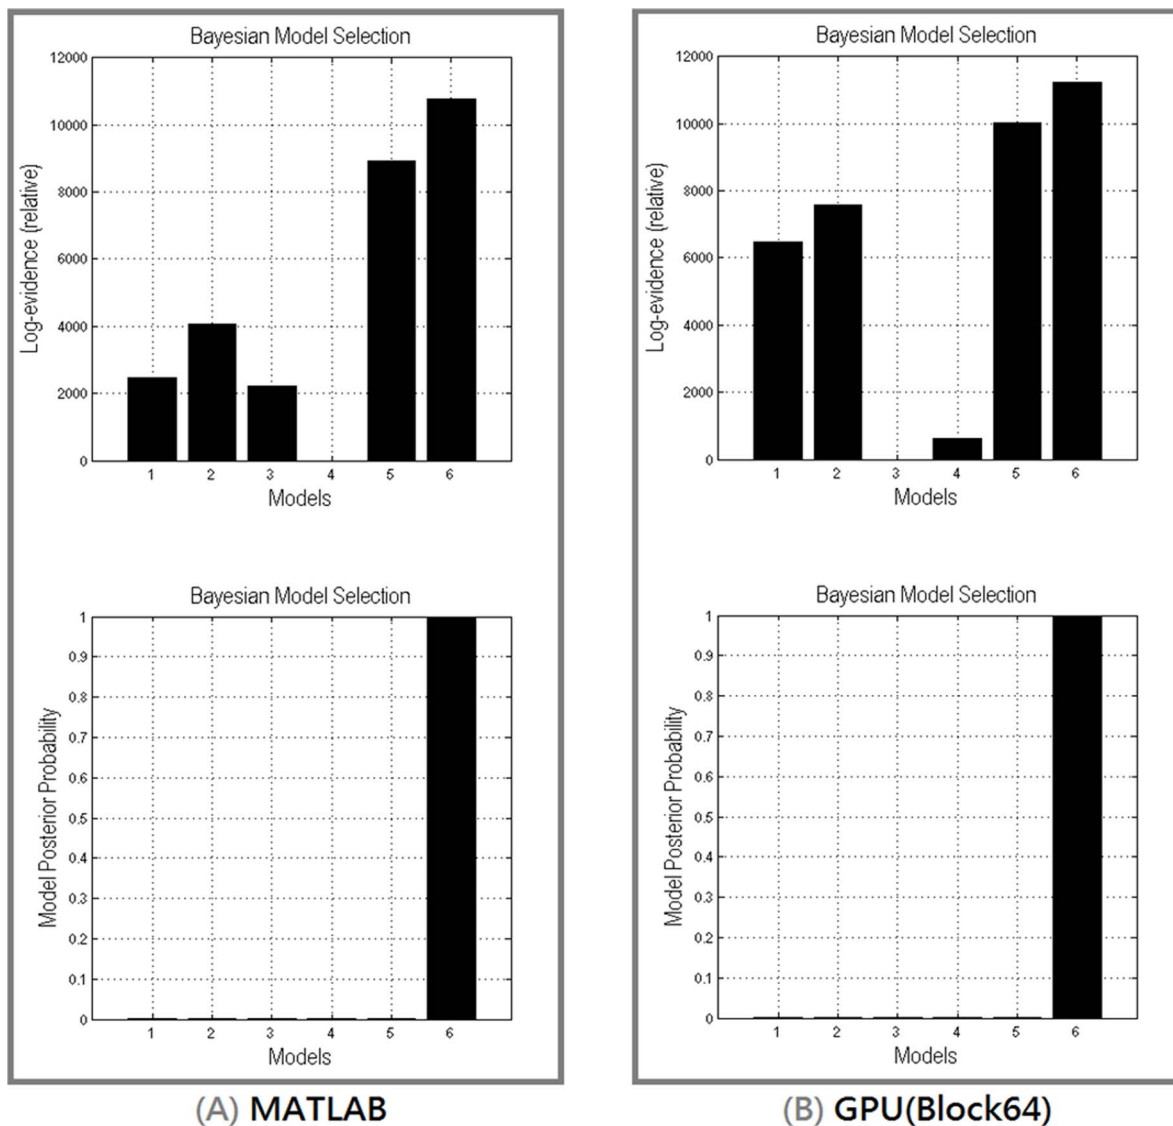 Bayesian Model Selection
12000
10000
8000
6000
4000
2000
0
Log-evidence (relative)
1 2 3 4 5 6
Models
Bayesian Model Selection
1
0.9
0.8
0.7
0.6
0.5
0.4
0.3
0.2
0.1
0
Model Posterior Probability
1 2 3 4 5 6
Models
(A) MATLAB
Bayesian Model Selection
12000
10000
8000
6000
4000
2000
0
Log-evidence (relative)
1 2 3 4 5 6
Models
Bayesian Model Selection
1
0.9
0.8
0.7
0.6
0.5
0.4
0.3
0.2
0.1
0
Model Posterior Probability
1 2 3 4 5 6
Models
(B) GPU(Block64)